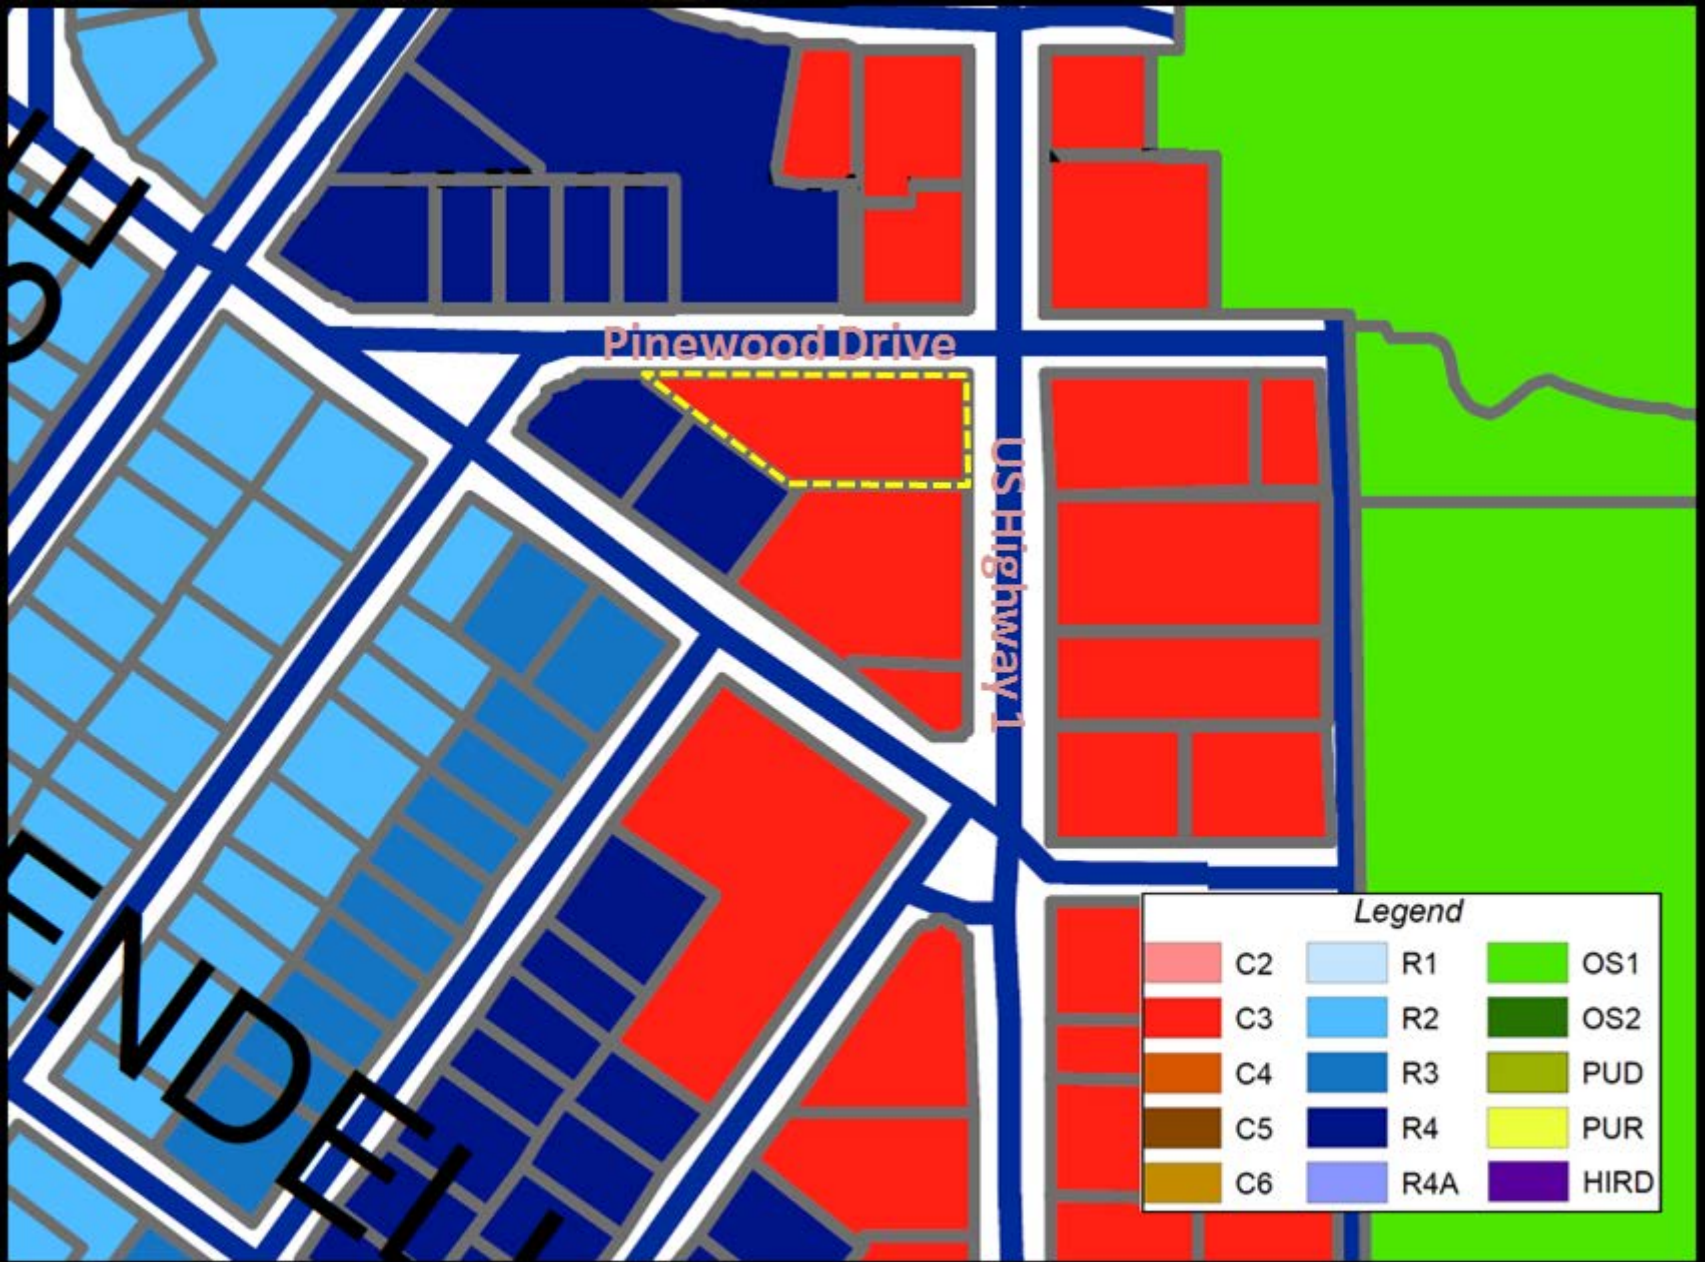 Pinewood Drive
US Highway 1
ENDELL
Legend
C2 R1 OS1
C3 R2 OS2
C4 R3 PUD
C5 R4 PUR
C6 R4A HIRD